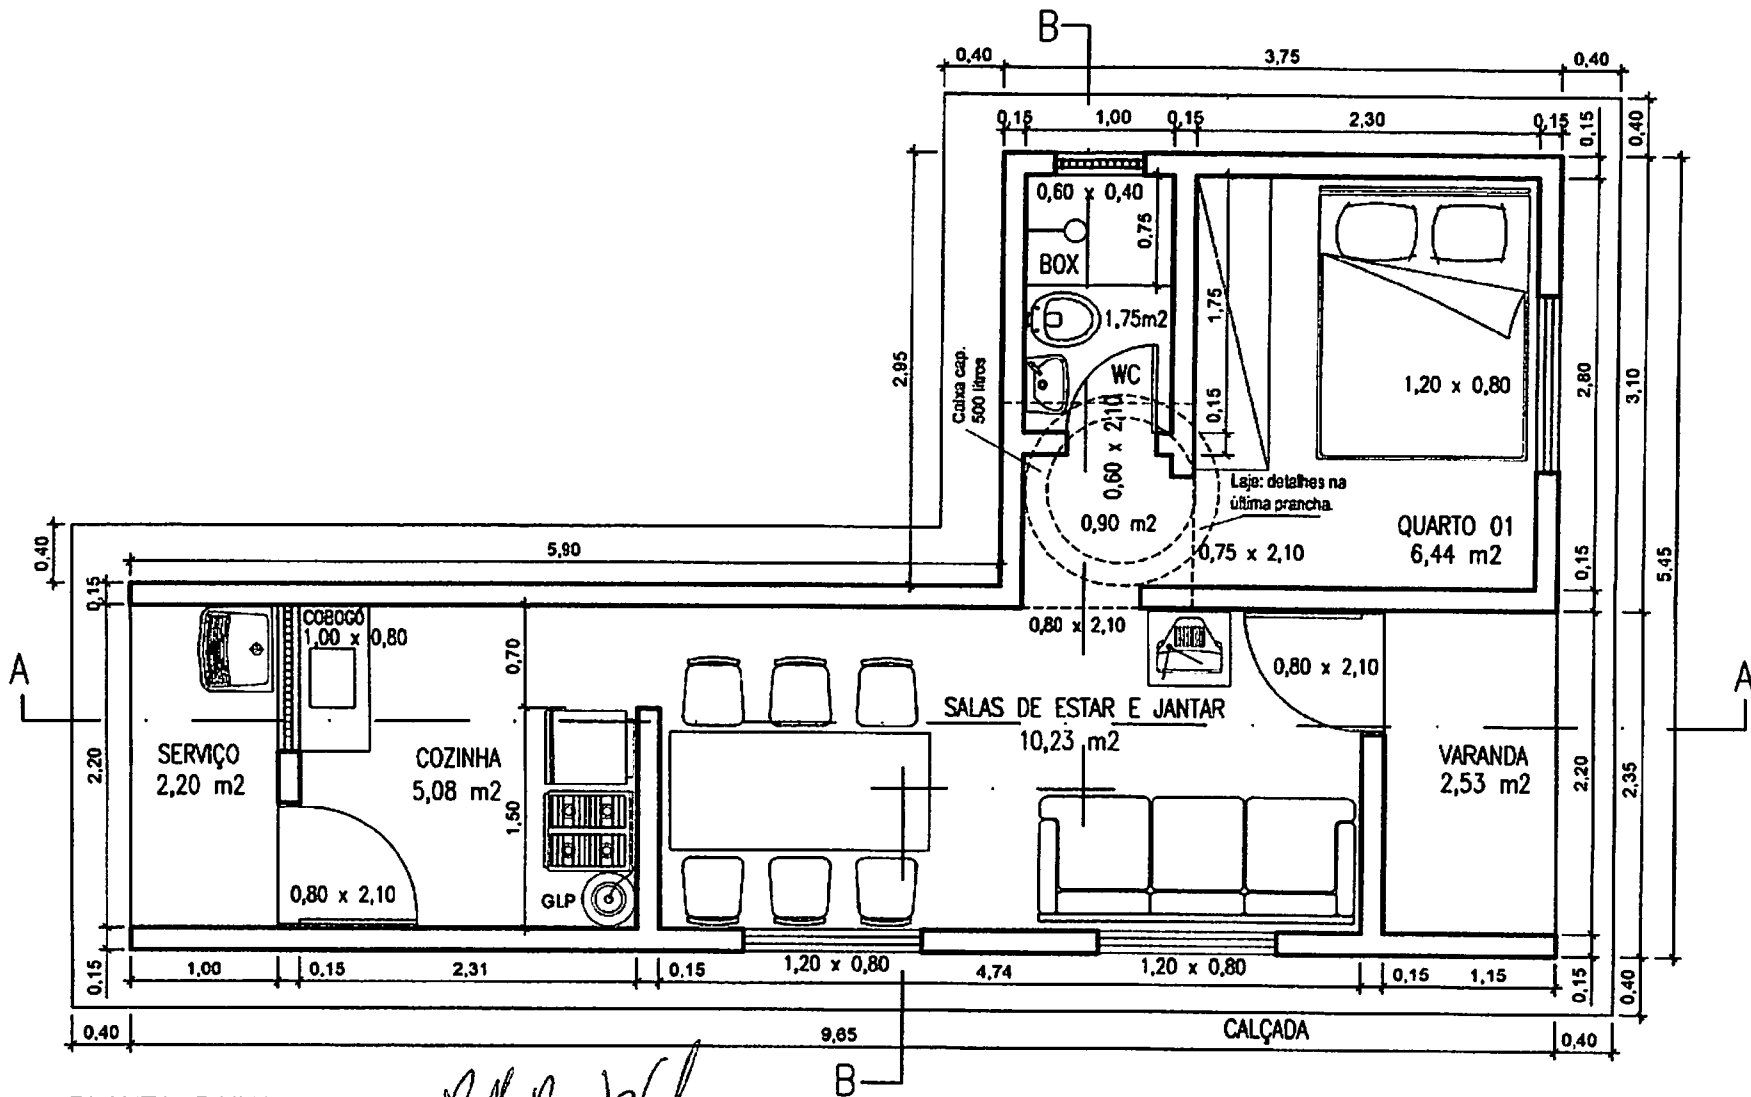 B
0,40 3,75 0,40
0,15 1,00 0,15 2,30 0,15
0,15
0,40
0,60 x 0,40
0,75
BOX
1,75m2
1,75
2,95
Caixa cap.
500 litros
WC
0,15
1,20 x 0,80
2,80
3,10
0,60 x 2,10
Laje: detalhes na
última prancha.
0,90 m2
QUARTO 01
6,44 m2
0,75 x 2,10
0,40
5,90
0,15
0,15
5,45
COBOGÓ
1,00 x 0,80
0,70
0,80 x 2,10
0,80 x 2,10
A
A
SALAS DE ESTAR E JANTAR
10,23 m2
SERVIÇO
2,20 m2
COZINHA
5,08 m2
VARANDA
2,53 m2
2,20
1,50
2,20
2,35
0,80 x 2,10
GLP
0,15
1,00 0,15 2,31 0,15 1,20 x 0,80 4,74 1,20 x 0,80 0,15 1,15
0,15
0,40
0,40 9,65 CALÇADA 0,40
B